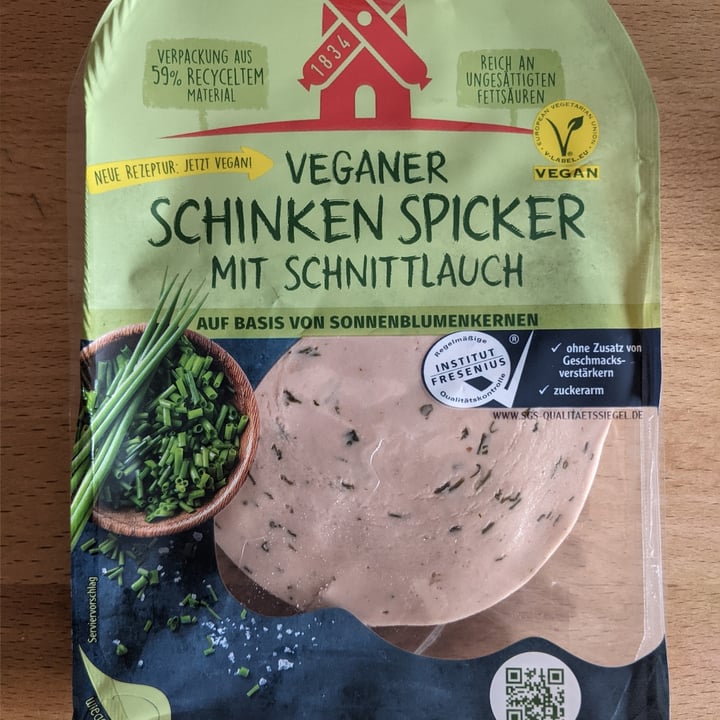 1834
VERPACKUNG AUS
59% RECYCELTEM
MATERIAL
REICH AN
UNGESÄTTIGTEN
FETTSÄUREN
EUROPEAN VEGETARIAN UNION
V-LABEL.EU
VEGAN
NEUE REZEPTUR: JETZT VEGAN!
VEGANER
SCHINKEN SPICKER
MIT SCHNITTLAUCH
AUF BASIS VON SONNENBLUMENKERNEN
Regelmäßige
INSTITUT
FRESENIUS
Qualitätskontrolle
®
✓ ohne Zusatz von
Geschmacks-
verstärkern
✓ zuckerarm
WWW.SGS-QUALITAETSSIEGEL.DE
Serviervorschlag